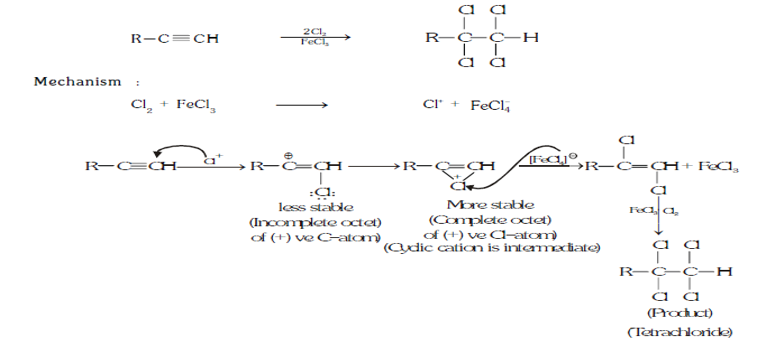 Cl Cl
R—C≡CH 2Cl₂ FeCl₃ R—C—C—H
Cl Cl
Mechanism :
Cl₂ + FeCl₃ ⟶ Cl⁺ + FeCl₄⁻
Cl
R—C≡CH Cl⁺ R—C=CH ⊕ R—C=CH + [FeCl₄]⊖ R—C=CH + FeCl₃
:Cl: Cl Cl
less stable
(Incomplete octet)
of (+) ve C-atom)
More stable
(Complete octet)
of (+) ve Cl-atom)
(Cyclic cation is intermediate)
FeCl₃ Cl₂
Cl Cl
R—C—C—H
Cl Cl
(Product)
(Tetrachloride)